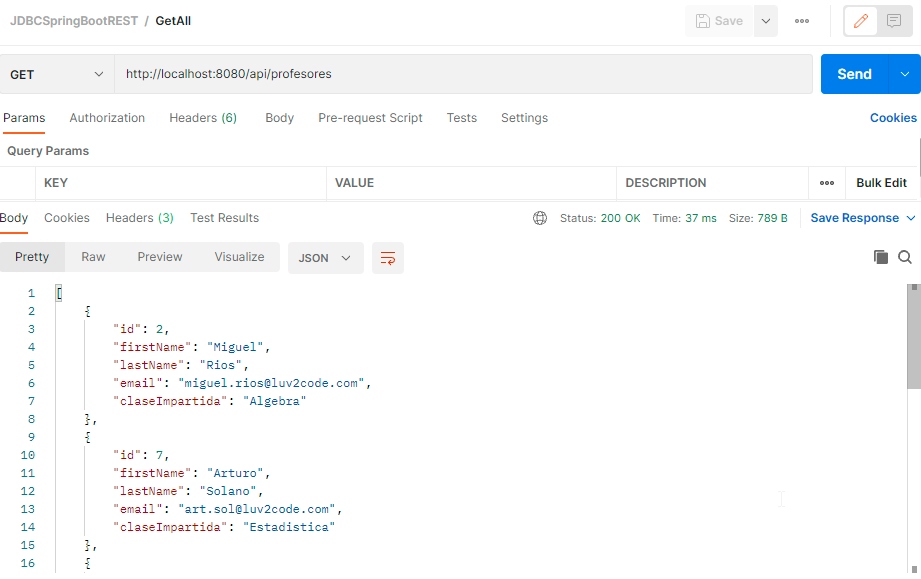 JDBCSpringBootREST / GetAll Save
GET http://localhost:8080/api/profesores Send
Params Authorization Headers (6) Body Pre-request Script Tests Settings Cookies
Query Params
KEY VALUE DESCRIPTION Bulk Edit
Body Cookies Headers (3) Test Results Status: 200 OK Time: 37 ms Size: 789 B Save Response
Pretty Raw Preview Visualize JSON
1 [
2 {
3 "id": 2,
4 "firstName": "Miguel",
5 "lastName": "Rios",
6 "email": "miguel.rios@luv2code.com",
7 "claseImpartida": "Algebra"
8 },
9 {
10 "id": 7,
11 "firstName": "Arturo",
12 "lastName": "Solano",
13 "email": "art.sol@luv2code.com",
14 "claseImpartida": "Estadistica"
15 },
16 {